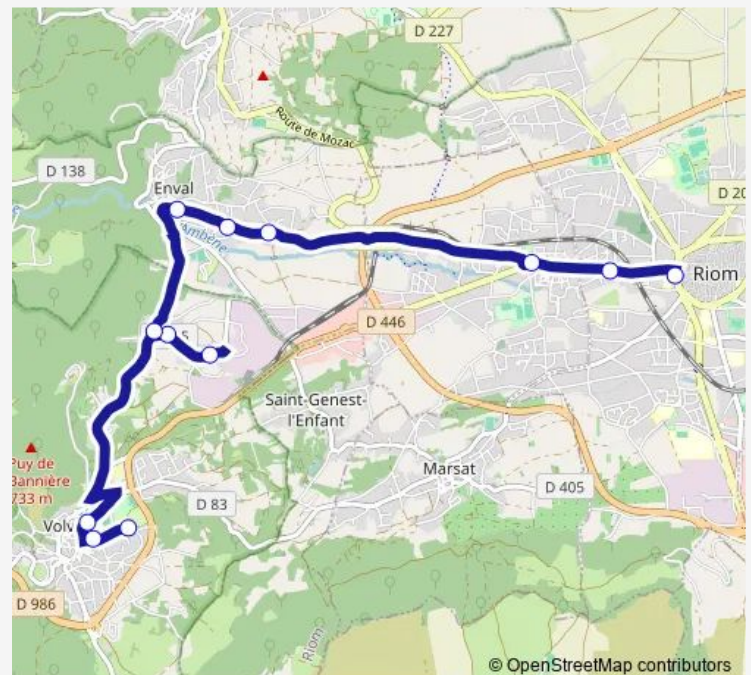 D 227
Route de Mozac
D 138
Enval
D 20
Ambène
Riom
D 446
Saint-Genest-
l'Enfant
Puy de
Bannière
733 m
Marsat
D 405
D 83
Volv
D 986
Riom
© OpenStreetMap contributors